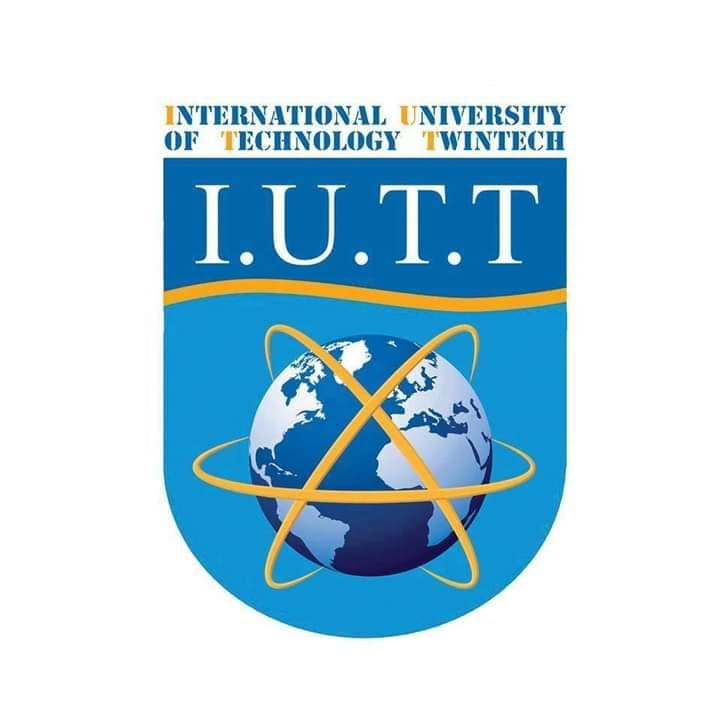 INTERNATIONAL UNIVERSITY
OF TECHNOLOGY TWINTECH
I.U.T.T